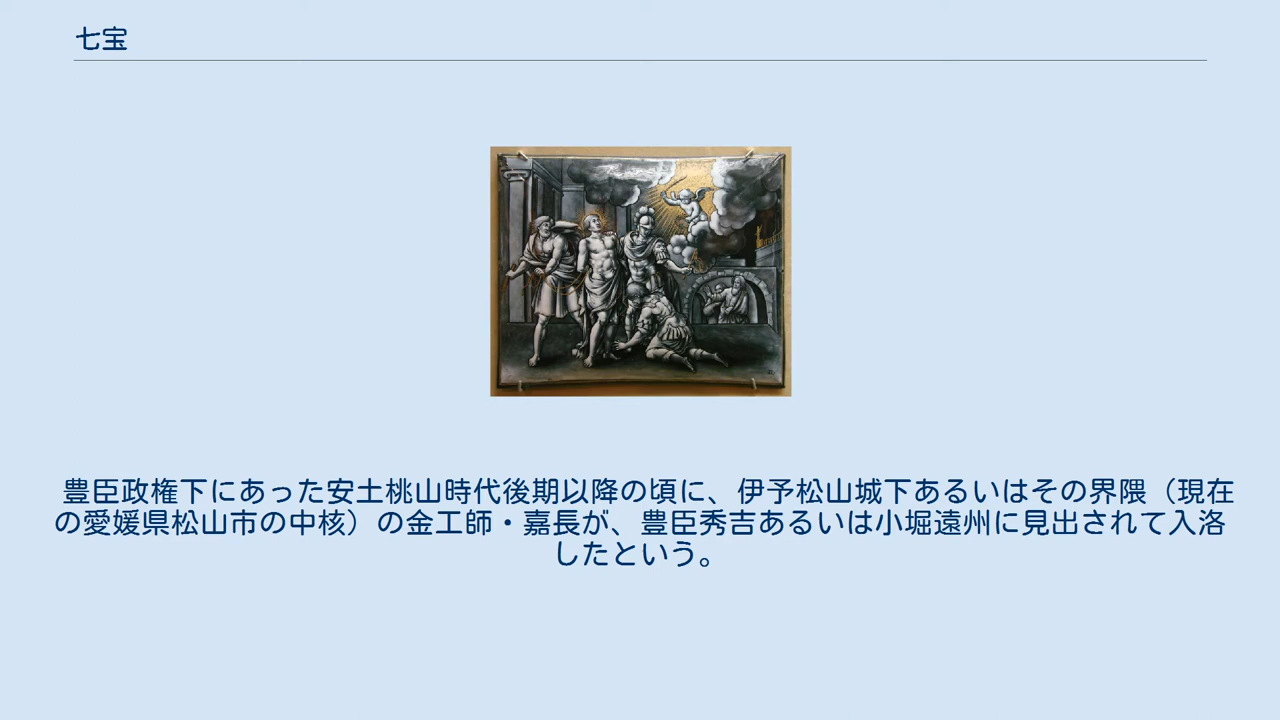 七宝
豊臣政権下にあった安土桃山時代後期以降の頃に、伊予松山城下あるいはその界隈（現在
の愛媛県松山市の中核）の金工師・嘉長が、豊臣秀吉あるいは小堀遠州に見出されて入洛
したという。